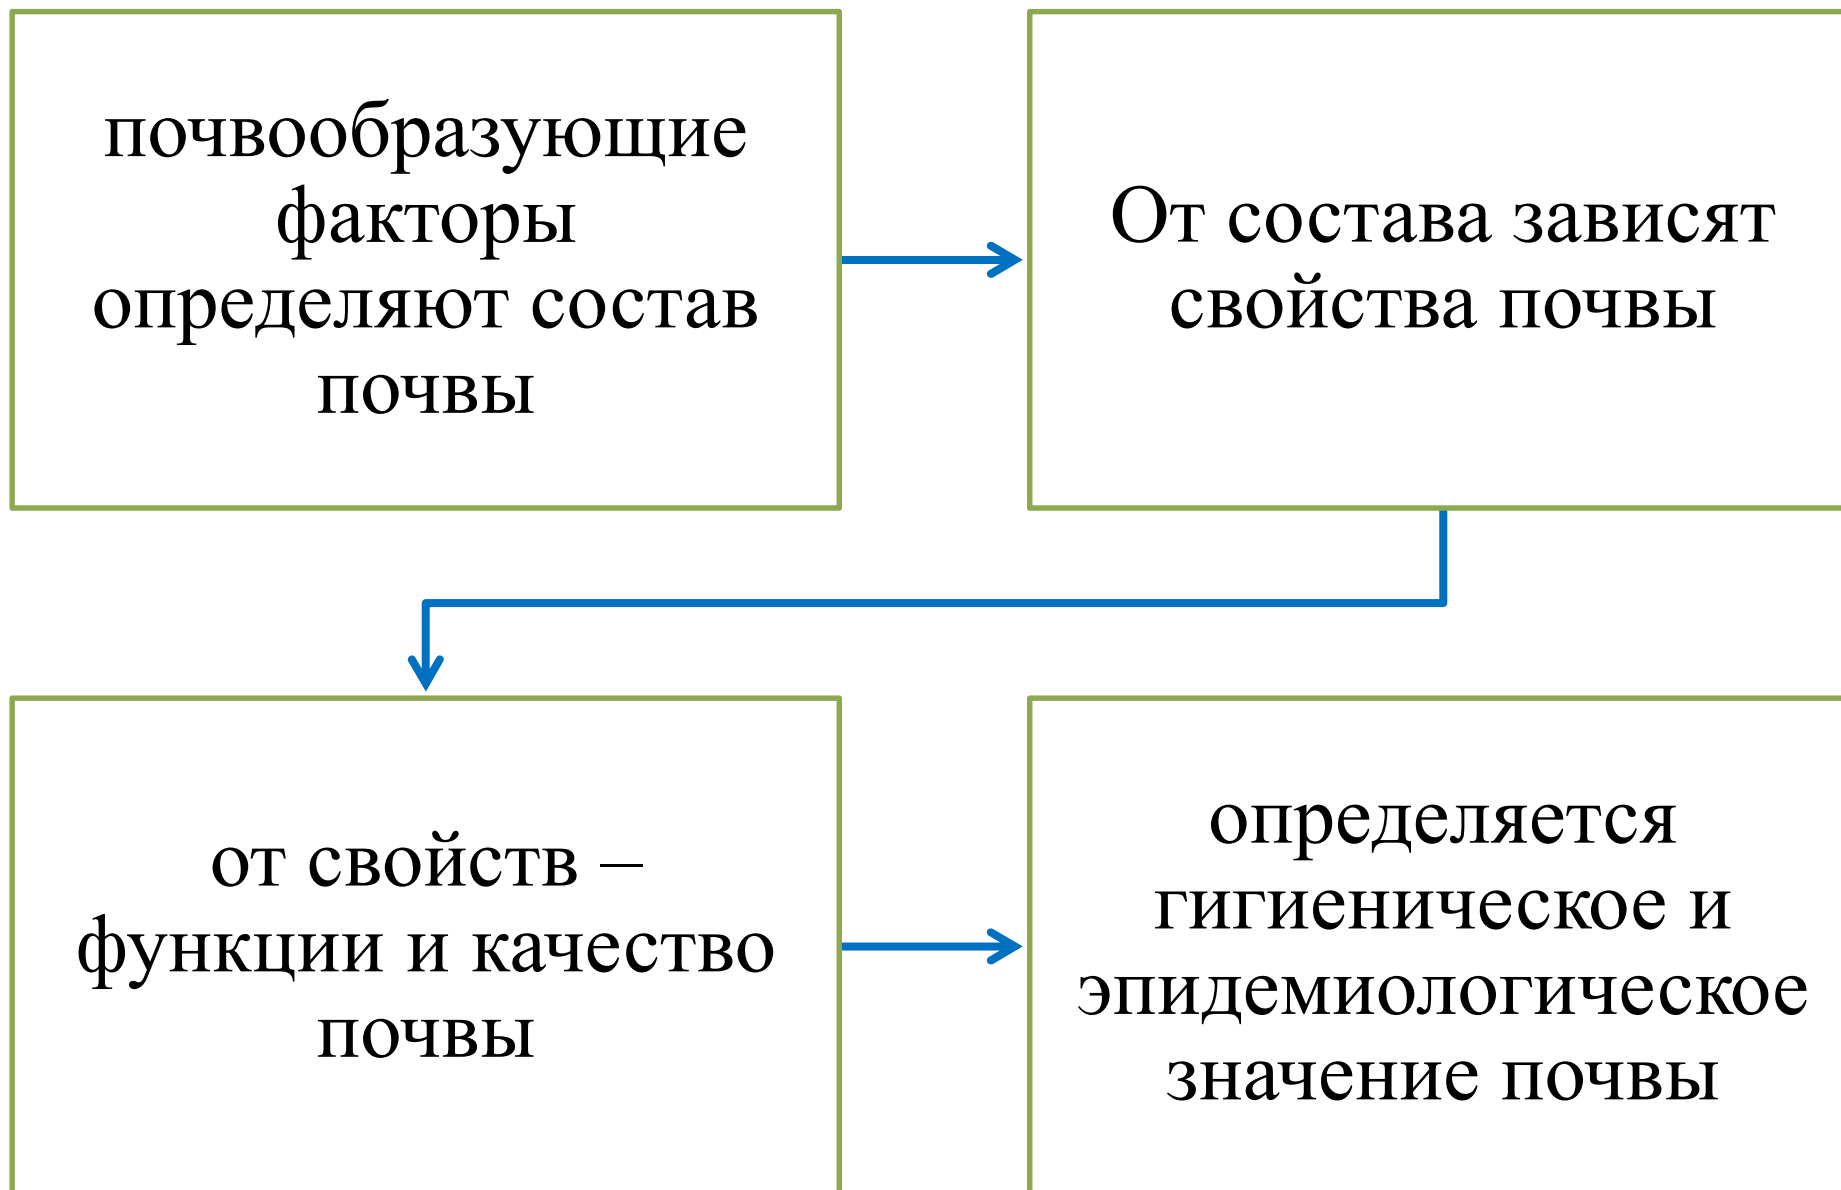 почвообразующие
факторы
определяют состав
почвы
От состава зависят
свойства почвы
от свойств –
функции и качество
почвы
определяется
гигиеническое и
эпидемиологическое
значение почвы